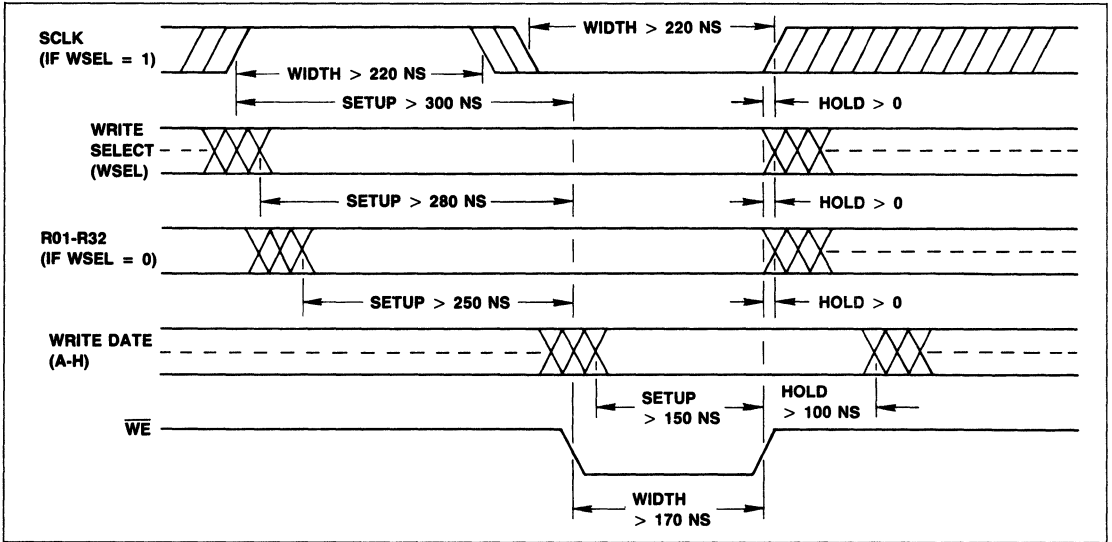 SCLK
(IF WSEL = 1)
WIDTH > 220 NS
WIDTH > 220 NS
SETUP > 300 NS
HOLD > 0
WRITE
SELECT
(WSEL)
SETUP > 280 NS
HOLD > 0
R01-R32
(IF WSEL = 0)
SETUP > 250 NS
HOLD > 0
WRITE DATE
(A-H)
SETUP
> 150 NS
HOLD
> 100 NS
WE
WIDTH
> 170 NS